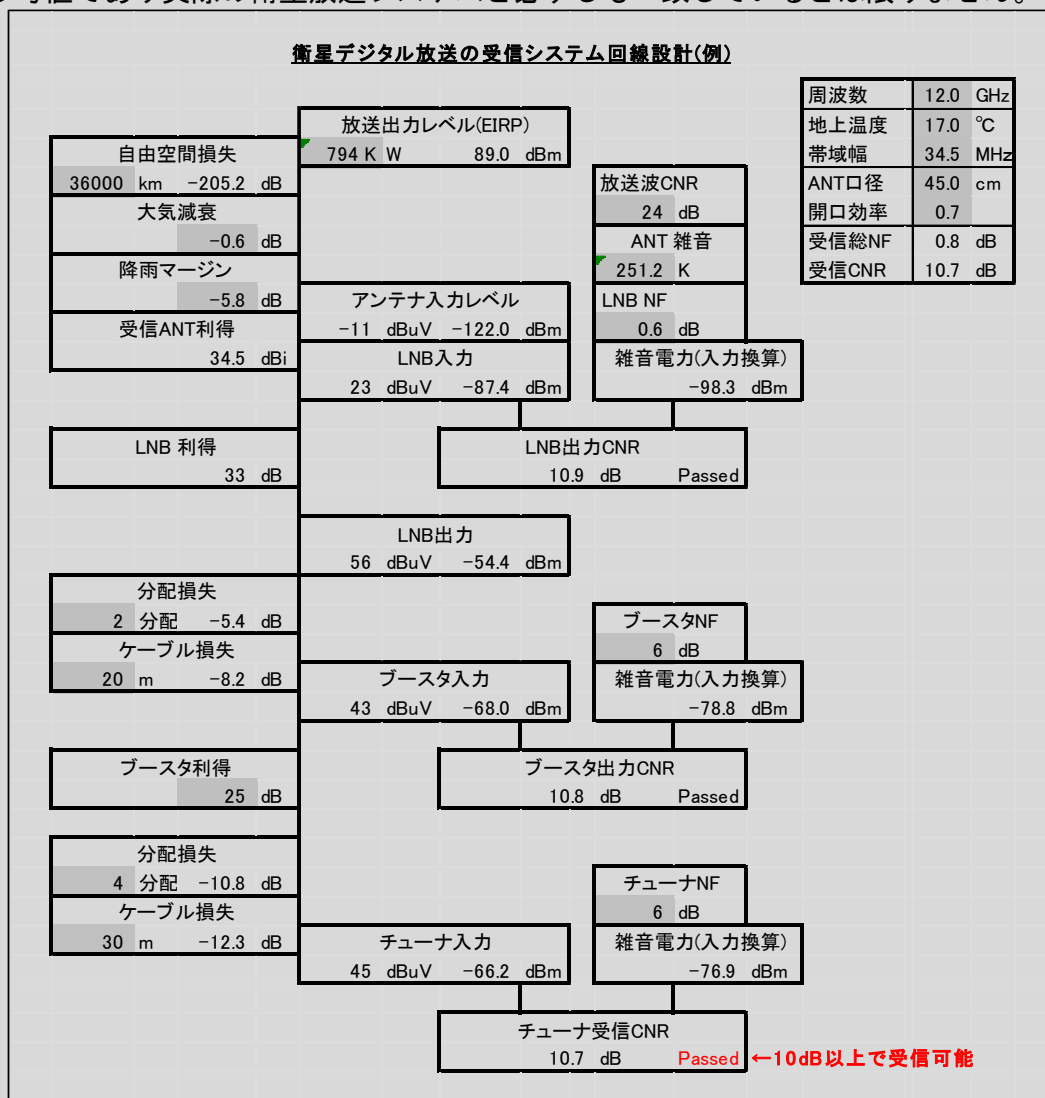 衛星デジタル放送の受信システム回線設計(例)
周波数 12.0 GHz
地上温度 17.0 ℃
帯域幅 34.5 MHz
ANT口径 45.0 cm
開口効率 0.7
受信総NF 0.8 dB
受信CNR 10.7 dB
放送出力レベル(EIRP)
794 K W 89.0 dBm
自由空間損失
36000 km −205.2 dB
大気減衰
−0.6 dB
降雨マージン
−5.8 dB
受信ANT利得
34.5 dBi
放送波CNR
24 dB
ANT 雑音
251.2 K
LNB NF
0.6 dB
アンテナ入力レベル
−11 dBuV −122.0 dBm
LNB入力
23 dBuV −87.4 dBm
雑音電力(入力換算)
−98.3 dBm
LNB 利得
33 dB
LNB出力CNR
10.9 dB Passed
LNB出力
56 dBuV −54.4 dBm
分配損失
2 分配 −5.4 dB
ケーブル損失
20 m −8.2 dB
ブースタNF
6 dB
ブースタ入力
43 dBuV −68.0 dBm
雑音電力(入力換算)
−78.8 dBm
ブースタ利得
25 dB
ブースタ出力CNR
10.8 dB Passed
分配損失
4 分配 −10.8 dB
ケーブル損失
30 m −12.3 dB
チューナNF
6 dB
チューナ入力
45 dBuV −66.2 dBm
雑音電力(入力換算)
−76.9 dBm
チューナ受信CNR
10.7 dB Passed ←10dB以上で受信可能